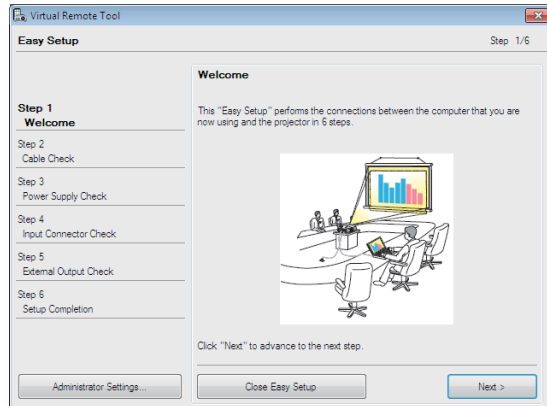 Virtual Remote Tool
Easy Setup
Step 1/6
Welcome
Step 1
Welcome
Step 2
Cable Check
Step 3
Power Supply Check
Step 4
Input Connector Check
Step 5
External Output Check
Step 6
Setup Completion
This "Easy Setup" performs the connections between the computer that you are
now using and the projector in 6 steps.
Click "Next" to advance to the next step.
Administrator Settings...
Close Easy Setup
Next >